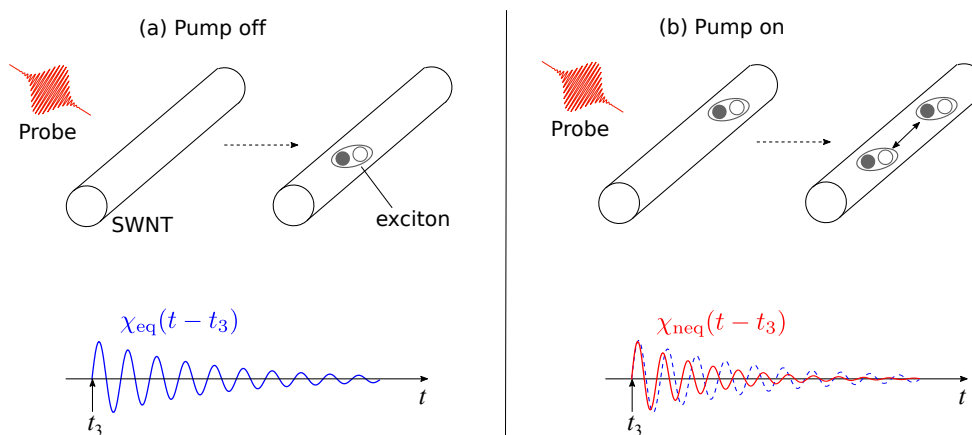 (a) Pump off
Probe
SWNT
exciton
χeq(t − t3)
t3
t
(b) Pump on
Probe
χneq(t − t3)
t3
t